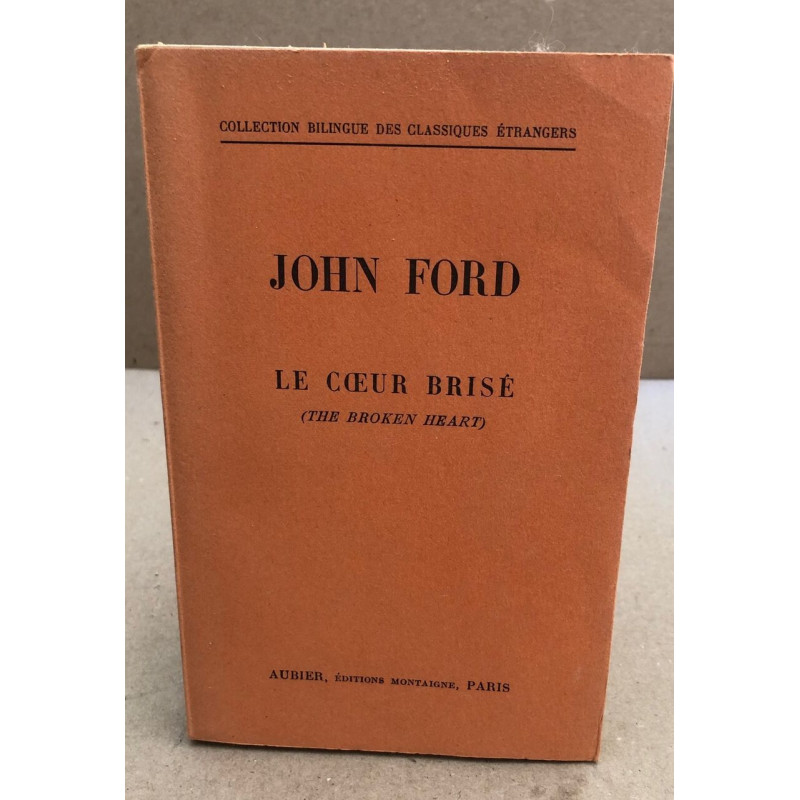 COLLECTION BILINGUE DES CLASSIQUES ÉTRANGERS
JOHN FORD
LE CŒUR BRISÉ
(THE BROKEN HEART)
AUBIER, ÉDITIONS MONTAIGNE, PARIS